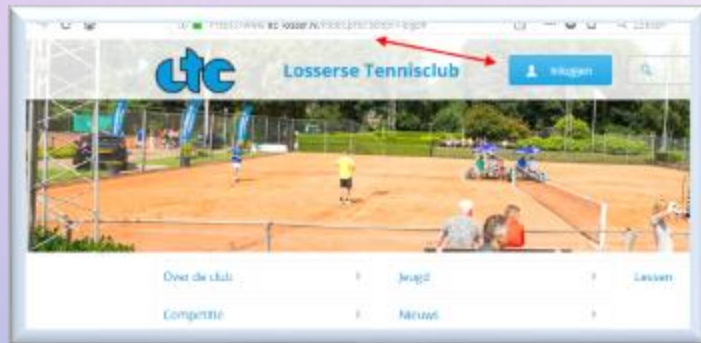 ltc
Losserse Tennisclub
Inloggen
Over de club
Jeugd
Lessen
Competitie
Nieuws